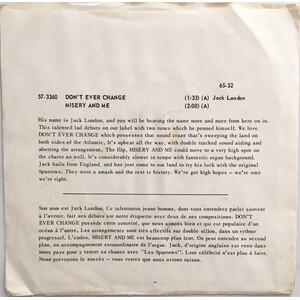 65-32
57-3360 DON'T EVER CHANGE (1:33) (A) Jack London
MISERY AND ME (2:00) (A)
His name is Jack London, and you will be hearing the name more and more from here on in.
This talented lad debuts on our label with two tunes which he penned himself. We love
DON'T EVER CHANGE which possesses that sound craze that's sweeping the land on
both sides of the Atlantic, It's upbeat all the way, with double tracked sound aiding and
abetting the arrangement, The flip, MISERY AND ME could move to a very high spot on
the charts as well. It's considerably slower in tempo with fantastic organ background.
Jack hails from England, and has just come to our land to try his luck with the original
Sparrows. They were a smash and the rest is history. We've got high hopes - we're sure
we're right.
Son nom est Jack London, Ce talentueux jeune homme, dont vous entendrez parler souvent
à l'avenir, fait ses débuts sur notre étiquette avec deux de ses compositions. DON'T
EVER CHANGE possède cette sonorité, que nous aimons bien et qui est populaire d'un
océan à l'autre. Les arrangements sont très effectifs sur double sillon, dans un rythme
progressif. L'endos, MISERY AND ME est beaucoup plus lent. On peut entendre au second
plan, un accompagnement extraordinaire de l'orgue. Jack, d'origine anglaise est venu dans
notre pays pour y tenter sa chance avec "Les Sparrows". Leur célébrité n'est plus à faire.
Nous prévoyons le succès - vous verrez que nous avions raison.